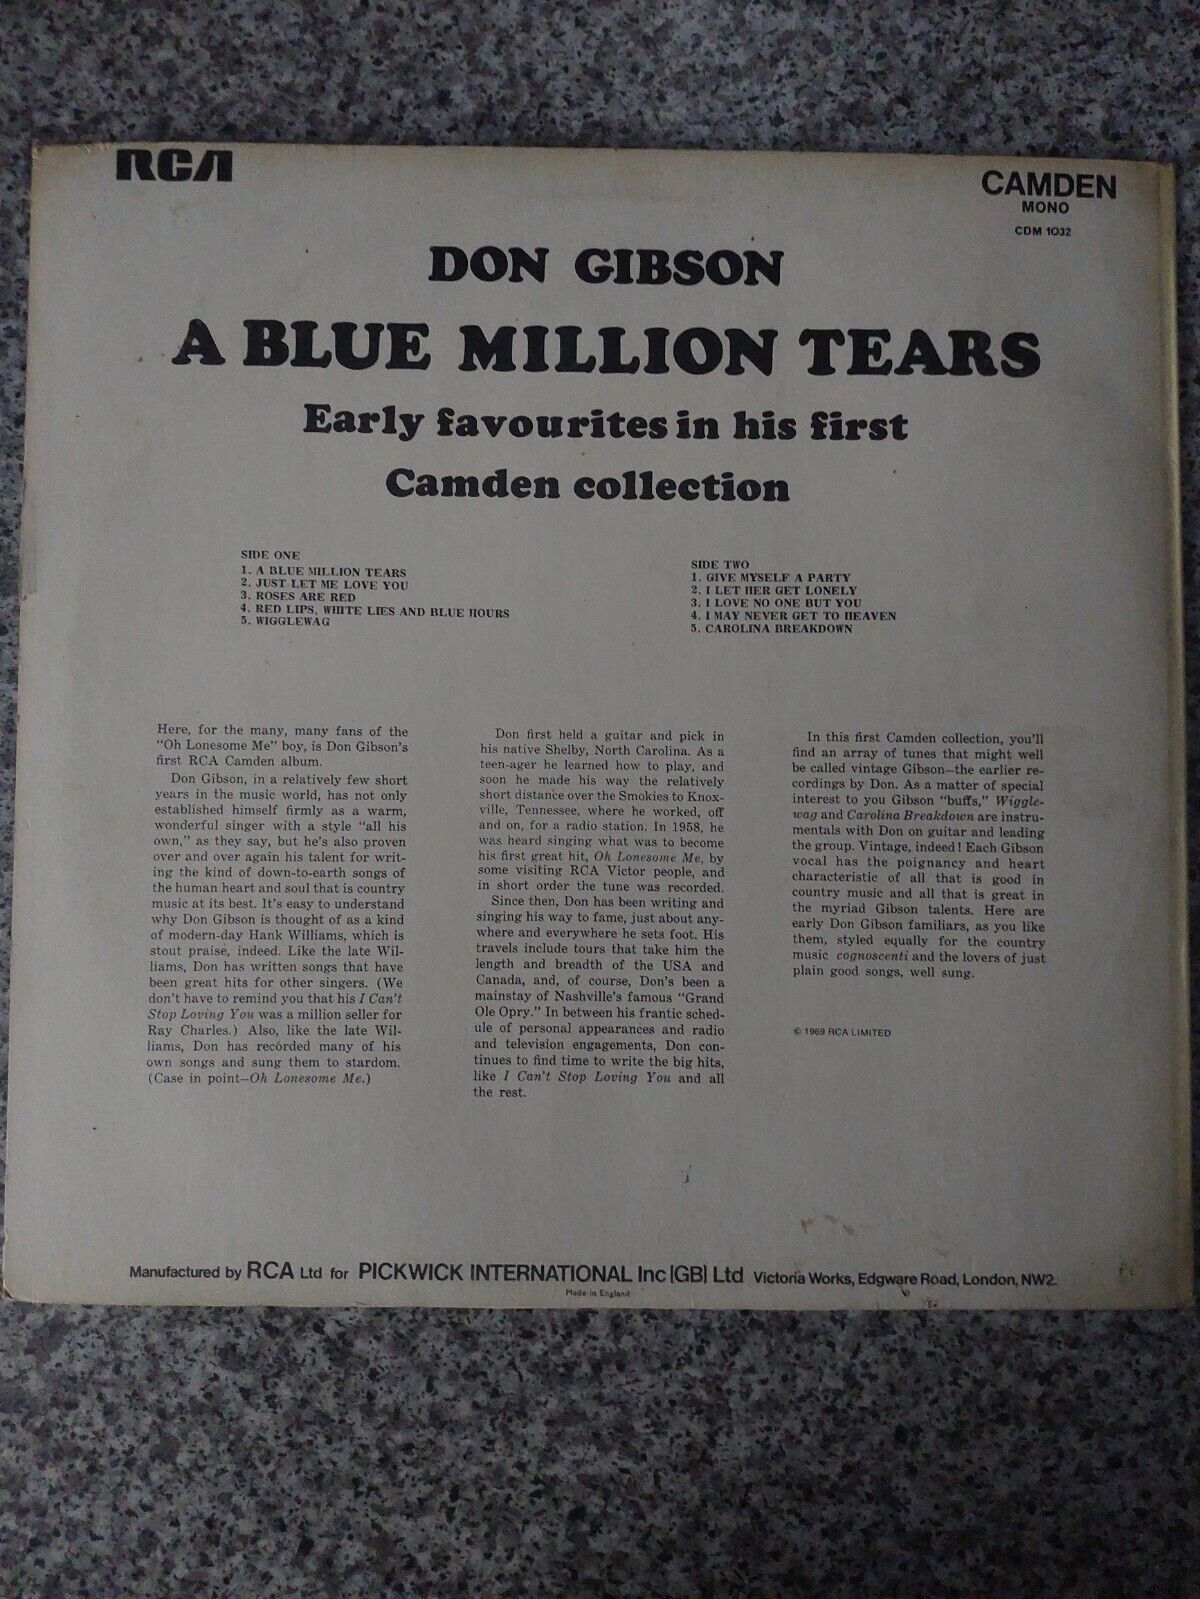 RCA
CAMDEN
MONO
CDM 1032
DON GIBSON
A BLUE MILLION TEARS
Early favourites in his first
Camden collection
SIDE ONE
1. A BLUE MILLION TEARS
2. JUST LET ME LOVE YOU
3. ROSES ARE RED
4. RED LIPS, WHITE LIES AND BLUE HOURS
5. WIGGLEWAG
SIDE TWO
1. GIVE MYSELF A PARTY
2. I LET HER GET LONELY
3. I LOVE NO ONE BUT YOU
4. I MAY NEVER GET TO HEAVEN
5. CAROLINA BREAKDOWN
Here, for the many, many fans of the
"Oh Lonesome Me" boy, is Don Gibson's
first RCA Camden album.
Don Gibson, in a relatively few short
years in the music world, has not only
established himself firmly as a warm,
wonderful singer with a style "all his
own," as they say, but he's also proven
over and over again his talent for writ-
ing the kind of down-to-earth songs of
the human heart and soul that is country
music at its best. It's easy to understand
why Don Gibson is thought of as a kind
of modern-day Hank Williams, which is
stout praise, indeed. Like the late Wil-
liams, Don has written songs that have
been great hits for other singers. (We
don't have to remind you that his I Can't
Stop Loving You was a million seller for
Ray Charles.) Also, like the late Wil-
liams, Don has recorded many of his
own songs and sung them to stardom.
(Case in point—Oh Lonesome Me.)
Don first held a guitar and pick in
his native Shelby, North Carolina. As a
teen-ager he learned how to play, and
soon he made his way the relatively
short distance over the Smokies to Knox-
ville, Tennessee, where he worked, off
and on, for a radio station. In 1958, he
was heard singing what was to become
his first great hit, Oh Lonesome Me, by
some visiting RCA Victor people, and
in short order the tune was recorded.
Since then, Don has been writing and
singing his way to fame, just about any-
where and everywhere he sets foot. His
travels include tours that take him the
length and breadth of the USA and
Canada, and, of course, Don's been a
mainstay of Nashville's famous "Grand
Ole Opry." In between his frantic sched-
ule of personal appearances and radio
and television engagements, Don con-
tinues to find time to write the big hits,
like I Can't Stop Loving You and all
the rest.
In this first Camden collection, you'll
find an array of tunes that might well
be called vintage Gibson—the earlier re-
cordings by Don. As a matter of special
interest to you Gibson "buffs," Wiggle-
wag and Carolina Breakdown are instru-
mentals with Don on guitar and leading
the group. Vintage, indeed! Each Gibson
vocal has the poignancy and heart
characteristic of all that is good in
country music and all that is great in
the myriad Gibson talents. Here are
early Don Gibson familiars, as you like
them, styled equally for the country
music cognoscenti and the lovers of just
plain good songs, well sung.
© 1969 RCA LIMITED
Manufactured by RCA Ltd for PICKWICK INTERNATIONAL Inc (GB) Ltd Victoria Works, Edgware Road, London, NW2.
Made in England